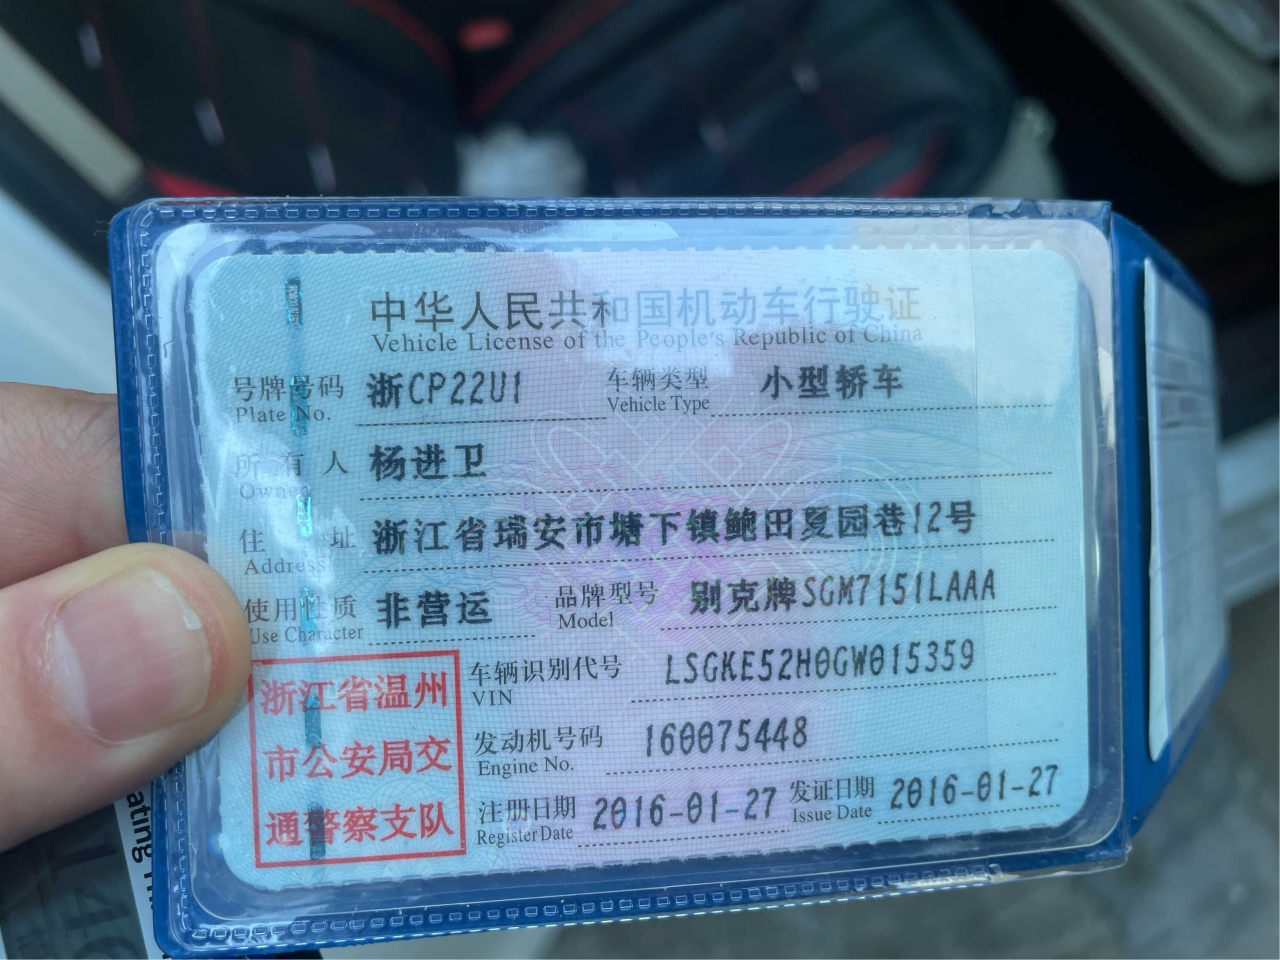 中华人民共和国机动车行驶证
Vehicle License of the People's Republic of China
号牌号码 浙CP22U1 车辆类型 小型轿车
Plate No. Vehicle Type
所有人 杨进卫
Owner
住址 浙江省瑞安市塘下镇鲍田夏园巷12号
Address
使用性质 非营运 品牌型号 别克牌SGM7151LAAA
Use Character Model
浙江省温州
市公安局交
通警察支队
车辆识别代号 LSGKE52H0GW015359
VIN
发动机号码 160075448
Engine No.
注册日期 2016-01-27 发证日期 2016-01-27
Register Date Issue Date